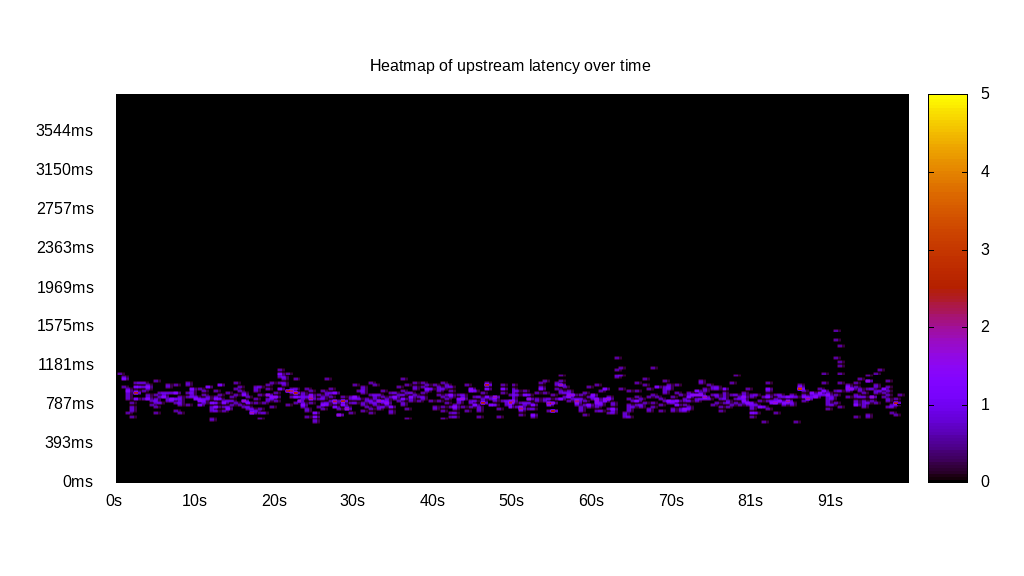 Heatmap of upstream latency over time
3544ms
3150ms
2757ms
2363ms
1969ms
1575ms
1181ms
787ms
393ms
0ms
0s 10s 20s 30s 40s 50s 60s 70s 81s 91s
5
4
3
2
1
0